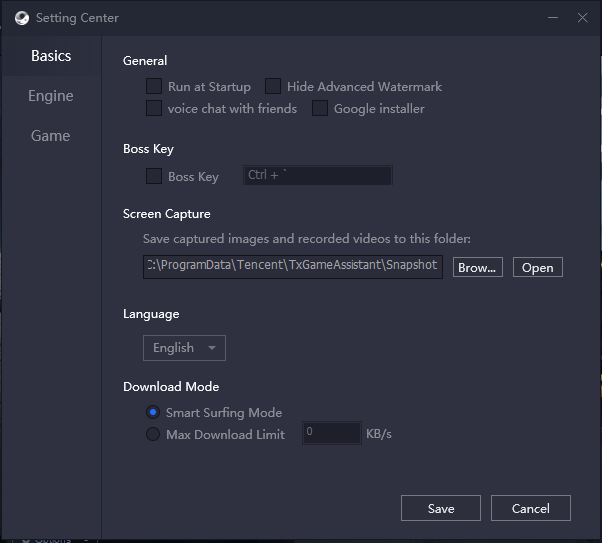 Setting Center
Basics
Engine
Game
General
Run at Startup Hide Advanced Watermark
voice chat with friends Google installer
Boss Key
Boss Key Ctrl + `
Screen Capture
Save captured images and recorded videos to this folder:
C:\ProgramData\Tencent\TxGameAssistant\Snapshot Brow... Open
Language
English
Download Mode
Smart Surfing Mode
Max Download Limit 0 KB/s
Save Cancel
Options